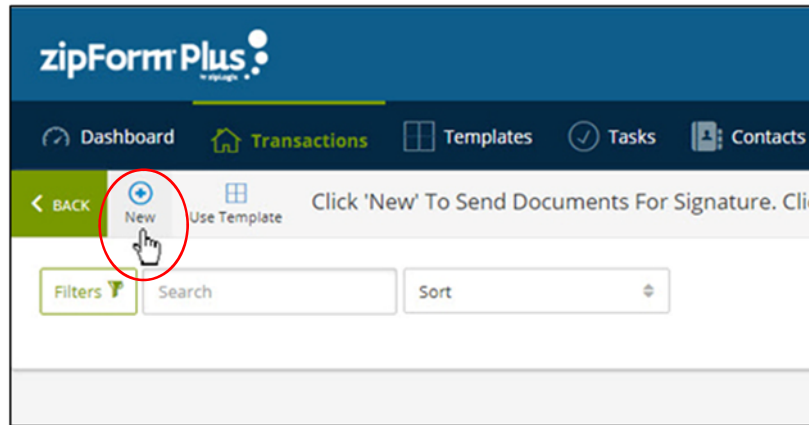 zipForm Plus
by zipLogix
Dashboard Transactions Templates Tasks Contacts
BACK New Use Template Click 'New' To Send Documents For Signature. Cli
Filters Search Sort